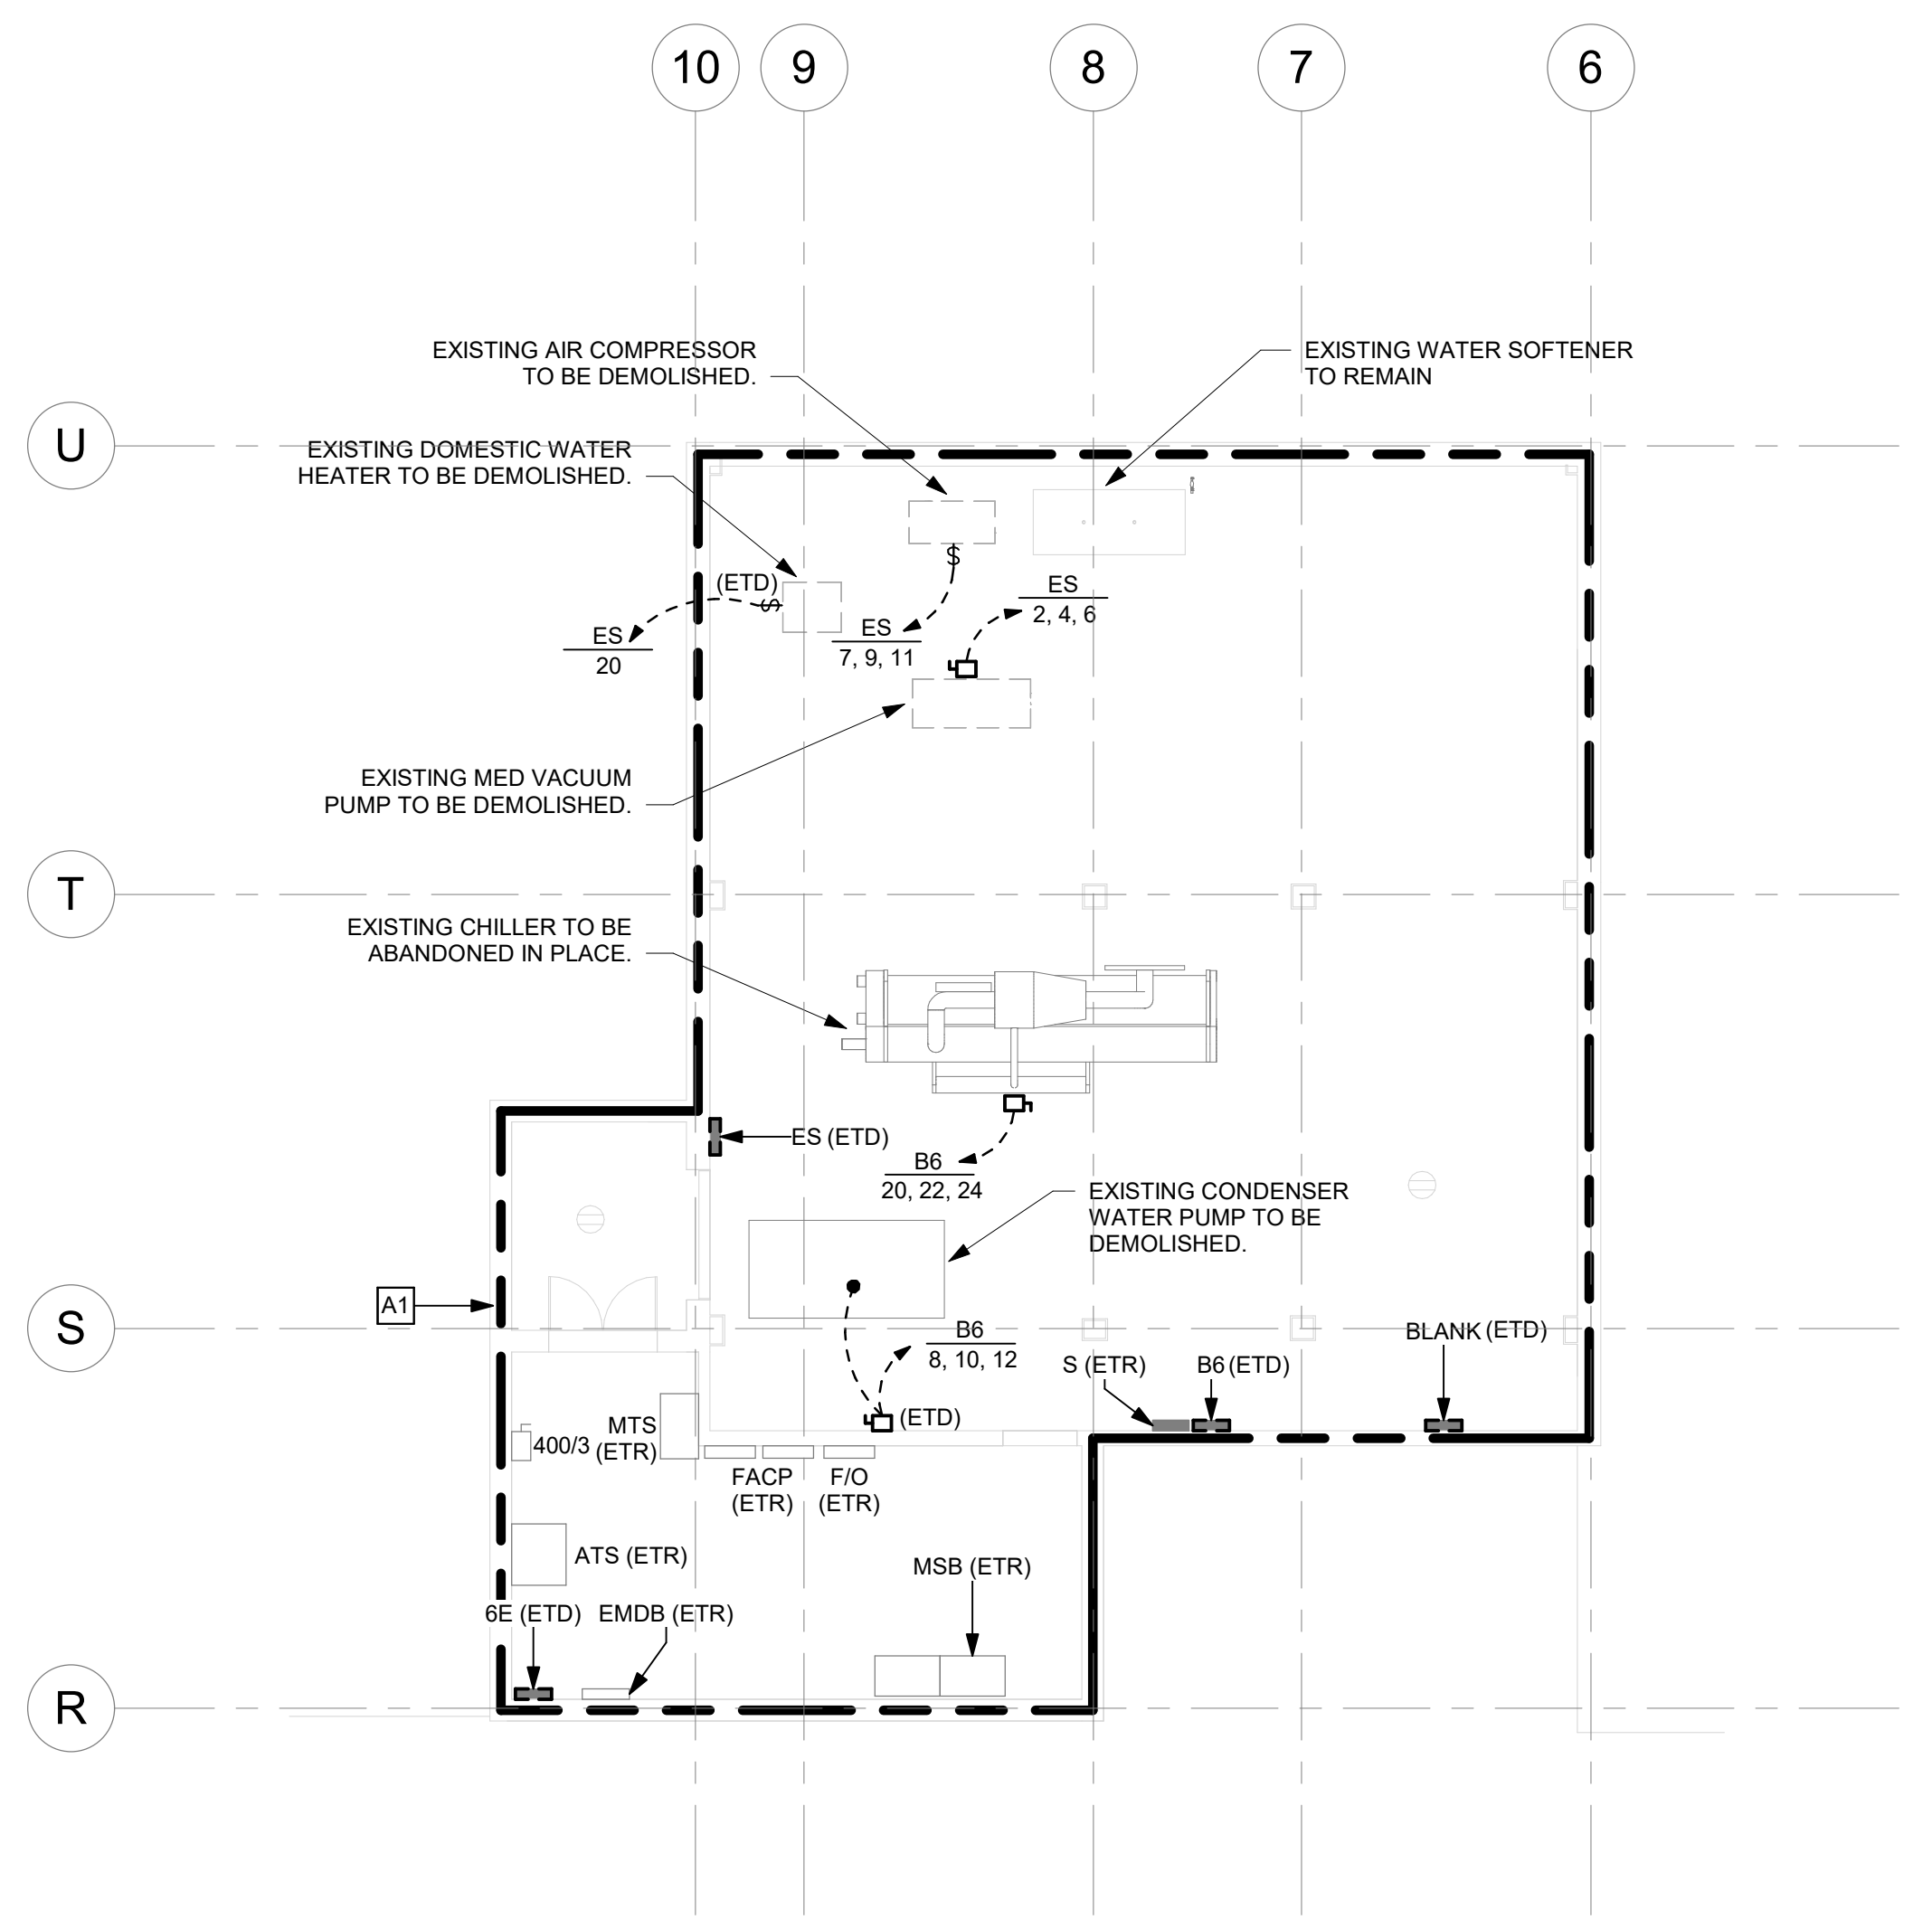 10
9
8
7
6
EXISTING AIR COMPRESSOR
TO BE DEMOLISHED.
EXISTING WATER SOFTENER
TO REMAIN
U
EXISTING DOMESTIC WATER
HEATER TO BE DEMOLISHED.
(ETD)
$
$
ES
20
ES
7, 9, 11
ES
2, 4, 6
EXISTING MED VACUUM
PUMP TO BE DEMOLISHED.
T
EXISTING CHILLER TO BE
ABANDONED IN PLACE.
ES (ETD)
B6
20, 22, 24
EXISTING CONDENSER
WATER PUMP TO BE
DEMOLISHED.
A1
S
B6
8, 10, 12
S (ETR)
B6 (ETD)
BLANK (ETD)
(ETD)
400/3
MTS
(ETR)
FACP
(ETR)
F/O
(ETR)
ATS (ETR)
MSB (ETR)
6E (ETD)
EMDB (ETR)
R